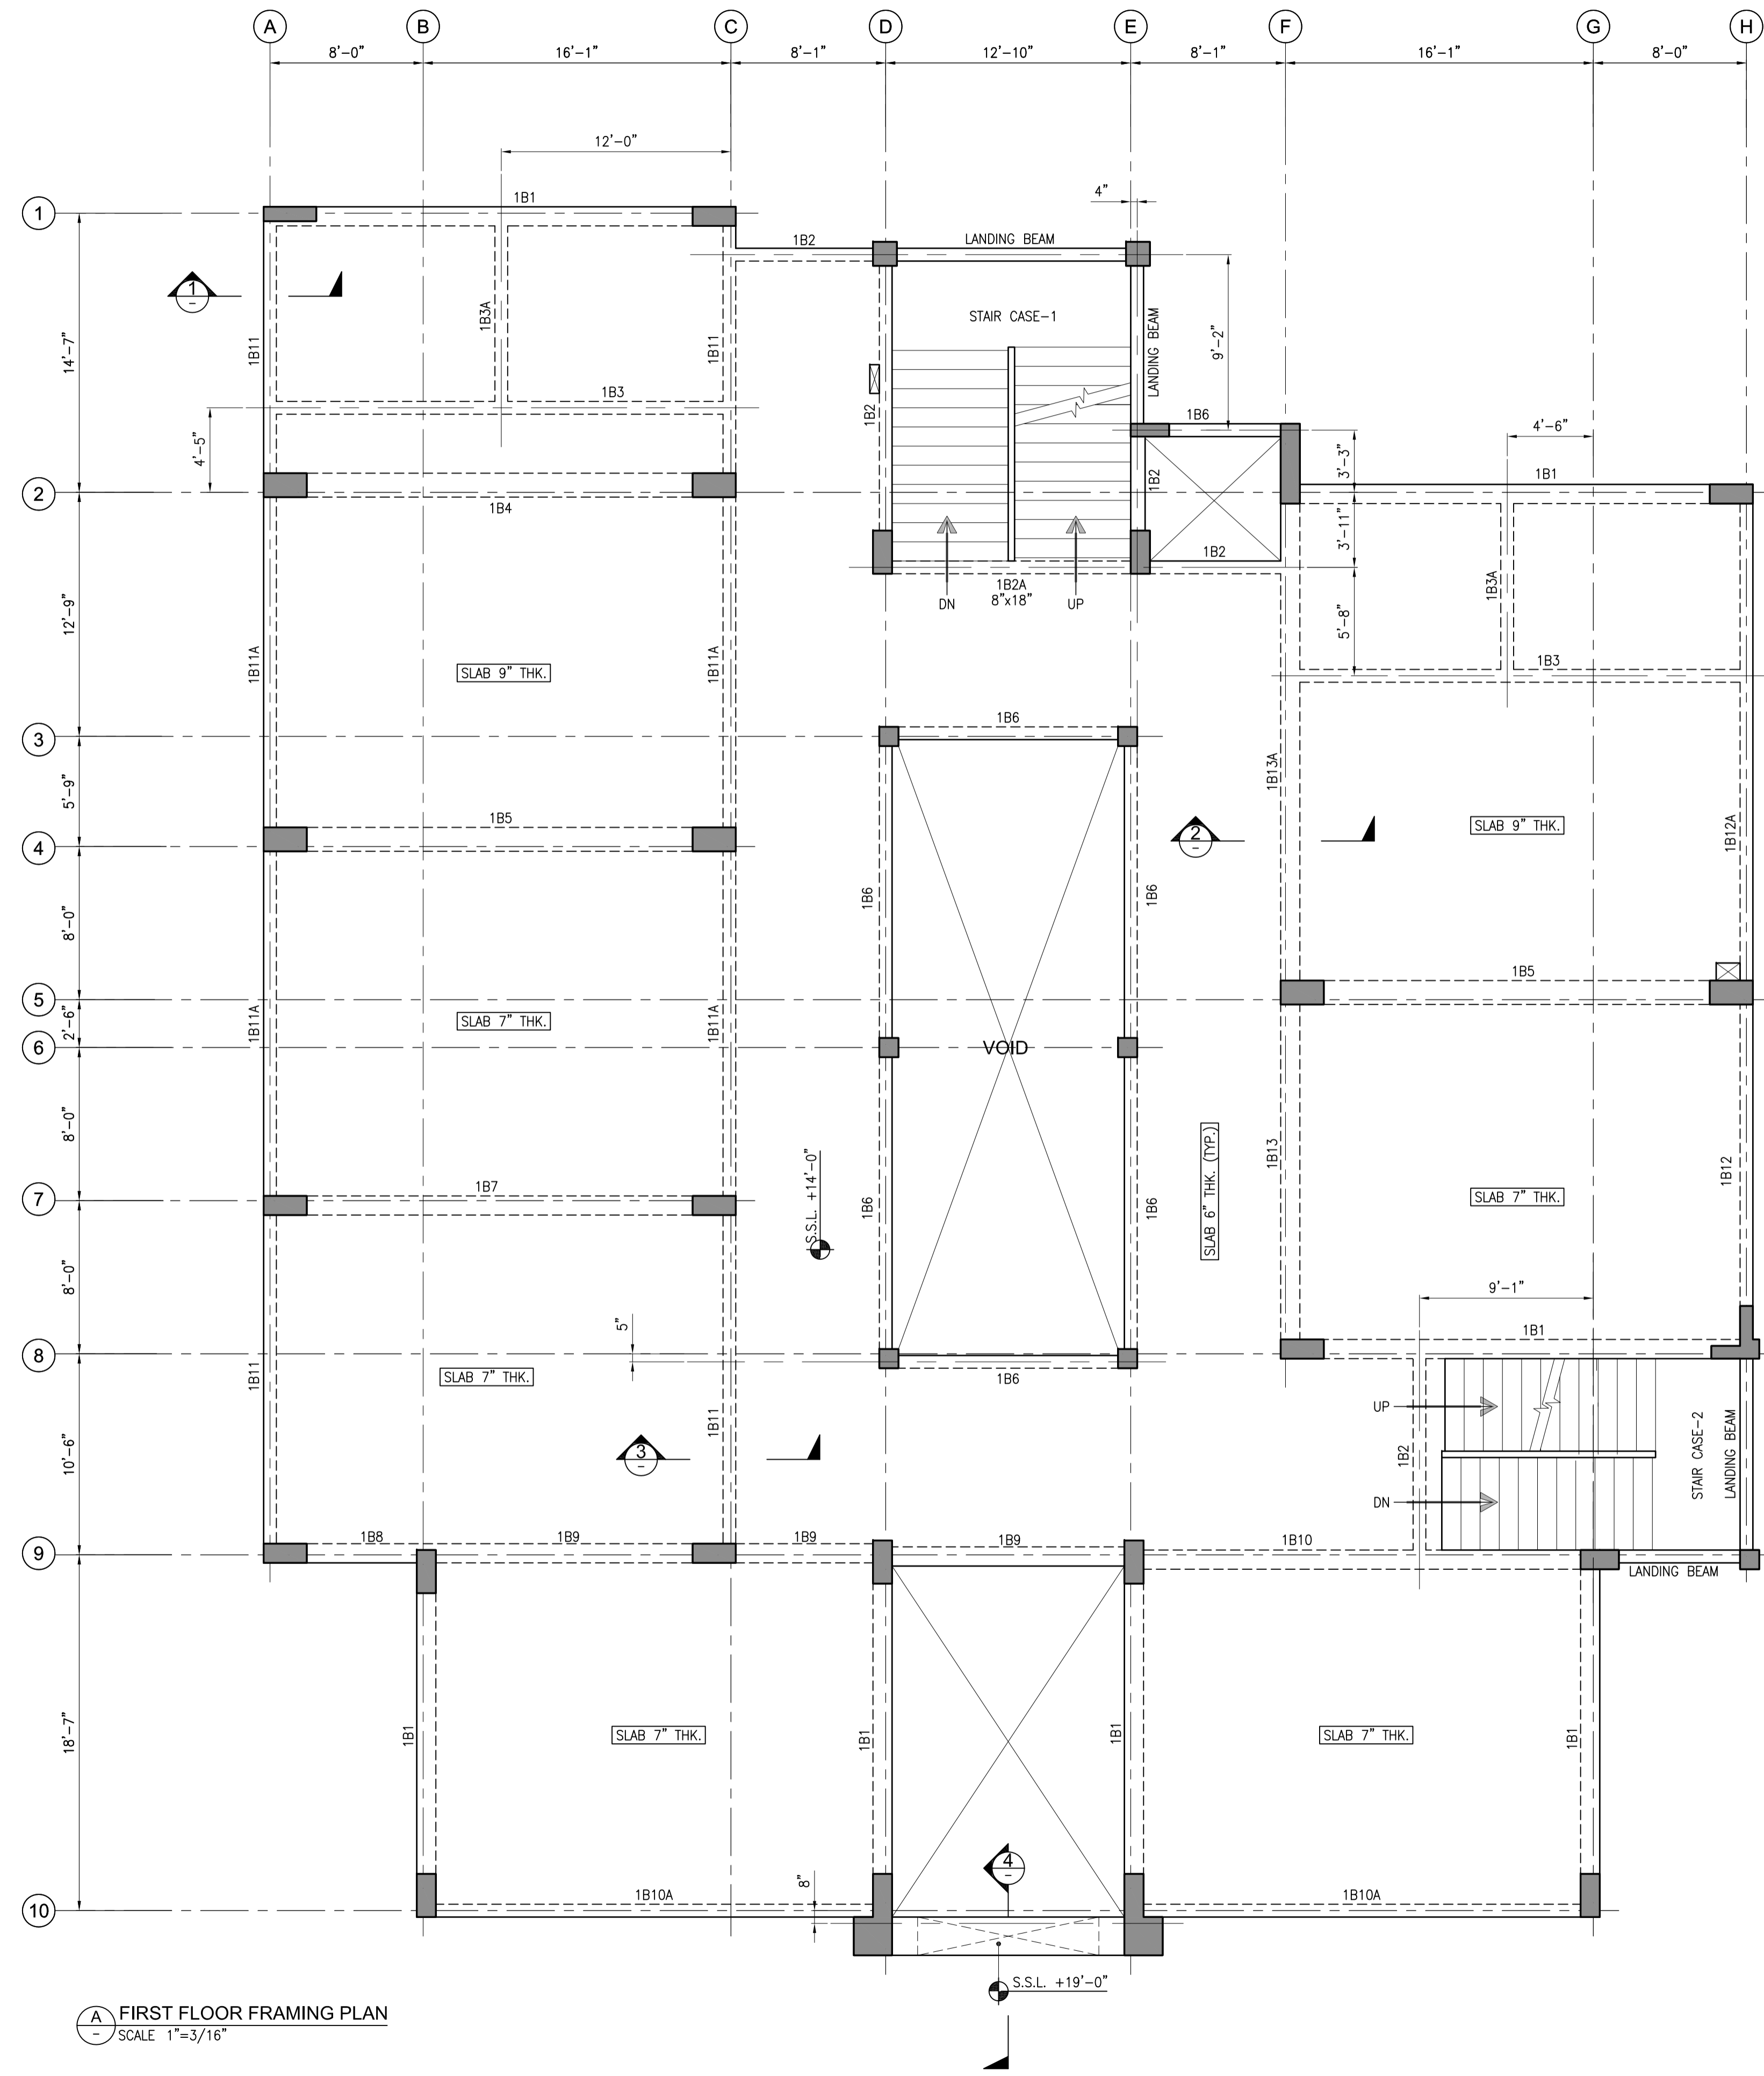 A
B
C
D
E
F
G
H
8'-0"
16'-1"
8'-1"
12'-10"
8'-1"
16'-1"
8'-0"
12'-0"
4"
1
1B1
1B2
LANDING BEAM
1
-
1B3A
STAIR CASE-1
LANDING BEAM
9'-2"
14'-7"
1B11
1B11
1B3
1B2
1B6
4'-6"
4'-5"
3'-3"
1B2
1B1
2
1B4
3'-11"
1B2
1B2A
8"x18"
DN
UP
1B3A
5'-8"
12'-9"
1B11A
SLAB 9" THK.
1B11A
1B3
1B6
3
1B13A
5'-9"
1B5
2
-
SLAB 9" THK.
1B12A
4
8'-0"
1B6
1B6
1B5
5
2'-6"
1B11A
SLAB 7" THK.
1B11A
6
VOID
8'-0"
1B13
1B12
SLAB 6" THK. (TYP.)
7
1B7
S.S.L. +14'-0"
1B6
1B6
SLAB 7" THK.
8'-0"
9'-1"
5"
1B1
8
1B11
SLAB 7" THK.
1B6
UP
1B11
10'-6"
3
-
1B2
STAIR CASE-2
LANDING BEAM
DN
9
1B8
1B9
1B9
1B9
1B10
LANDING BEAM
18'-7"
1B1
SLAB 7" THK.
1B1
1B1
SLAB 7" THK.
1B1
4
-
8"
1B10A
1B10A
10
S.S.L. +19'-0"
A
-
FIRST FLOOR FRAMING PLAN
SCALE 1"=3/16"